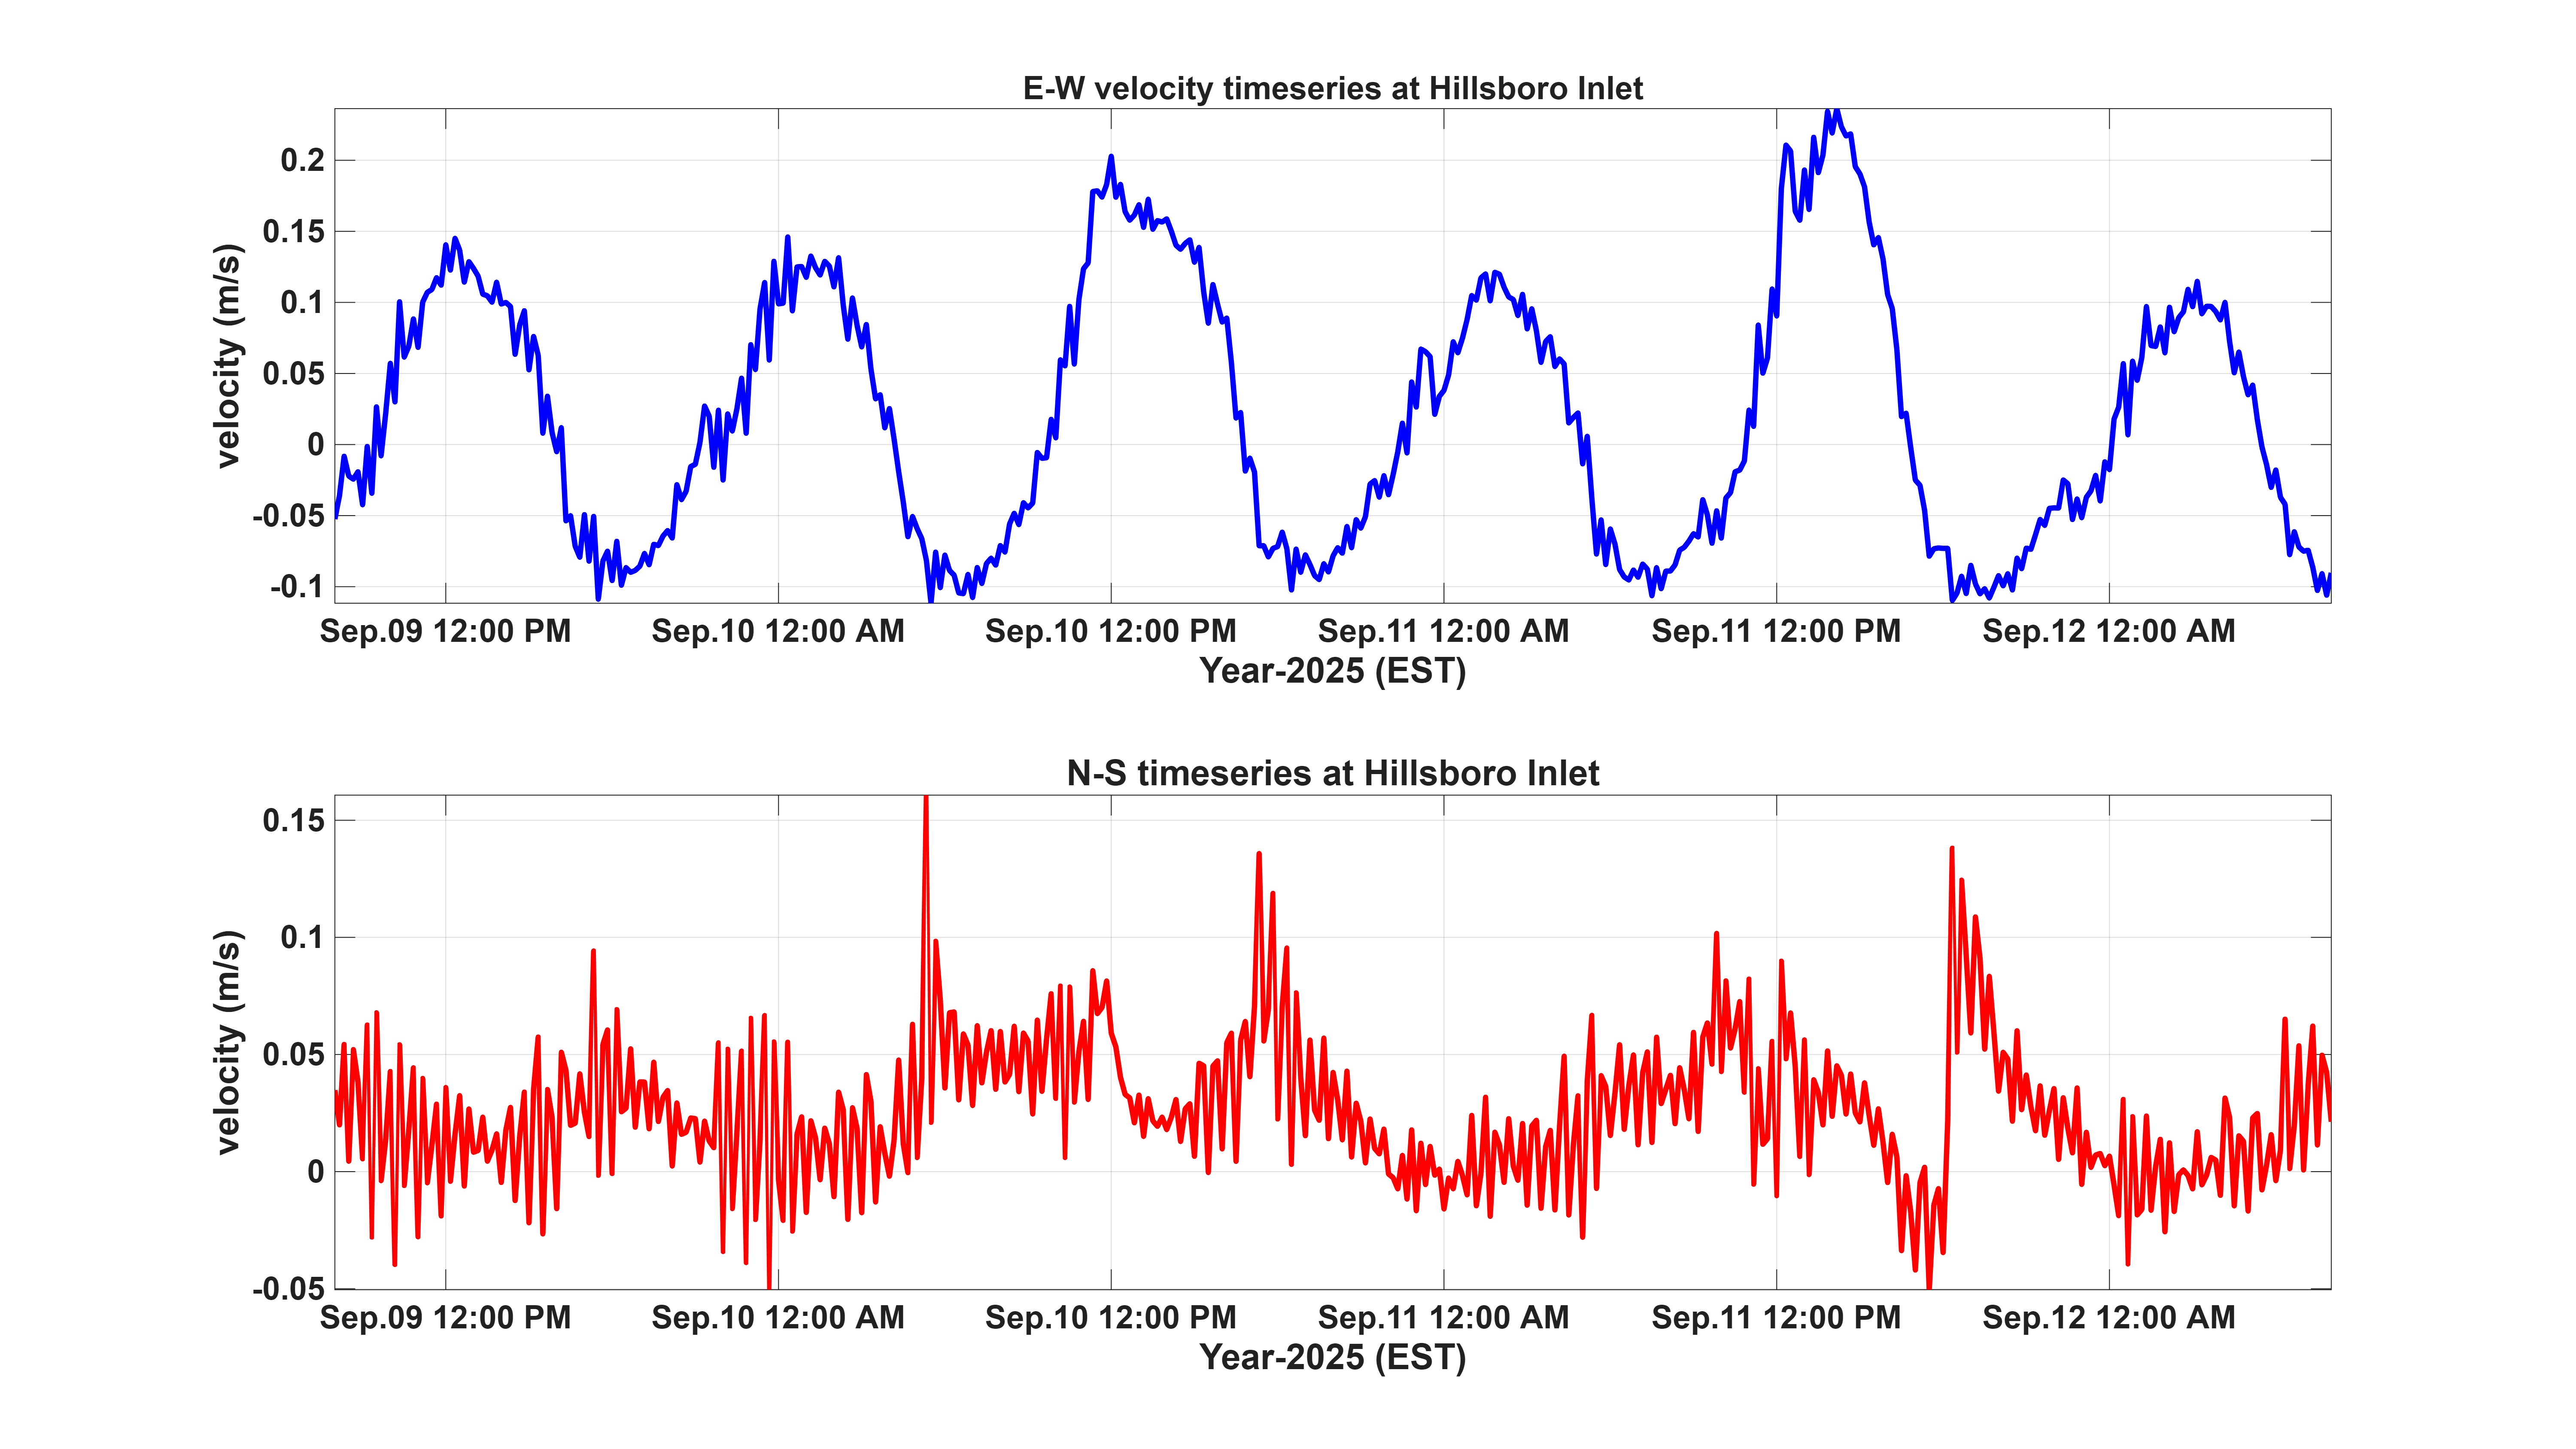 E-W velocity timeseries at Hillsboro Inlet
velocity (m/s)
0.2
0.15
0.1
0.05
0
-0.05
-0.1
Sep.09 12:00 PM Sep.10 12:00 AM Sep.10 12:00 PM Sep.11 12:00 AM Sep.11 12:00 PM Sep.12 12:00 AM
Year-2025 (EST)
N-S timeseries at Hillsboro Inlet
velocity (m/s)
0.15
0.1
0.05
0
-0.05
Sep.09 12:00 PM Sep.10 12:00 AM Sep.10 12:00 PM Sep.11 12:00 AM Sep.11 12:00 PM Sep.12 12:00 AM
Year-2025 (EST)